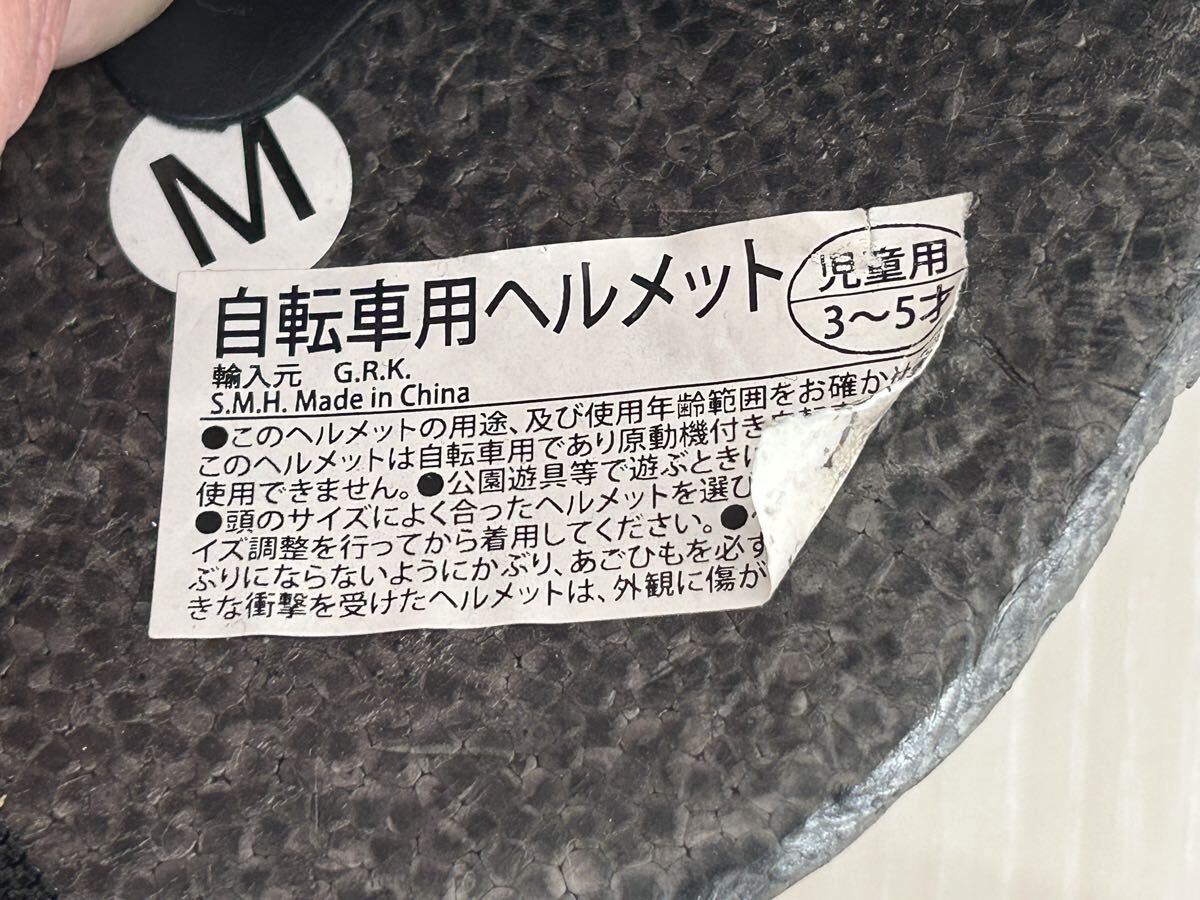 M
自転車用ヘルメット
児童用
3～5才
輸入元 G.R.K.
S.M.H. Made in China
●このヘルメットの用途、及び使用年齢範囲をお確かせ
このヘルメットは自転車用であり原動機付き自転車
使用できません。●公園遊具等で遊ぶとき
●頭のサイズによく合ったヘルメットを選び
イズ調整を行ってから着用してください。●
ぶりにならないようにかぶり、あごひもを必ず
きな衝撃を受けたヘルメットは、外観に傷が